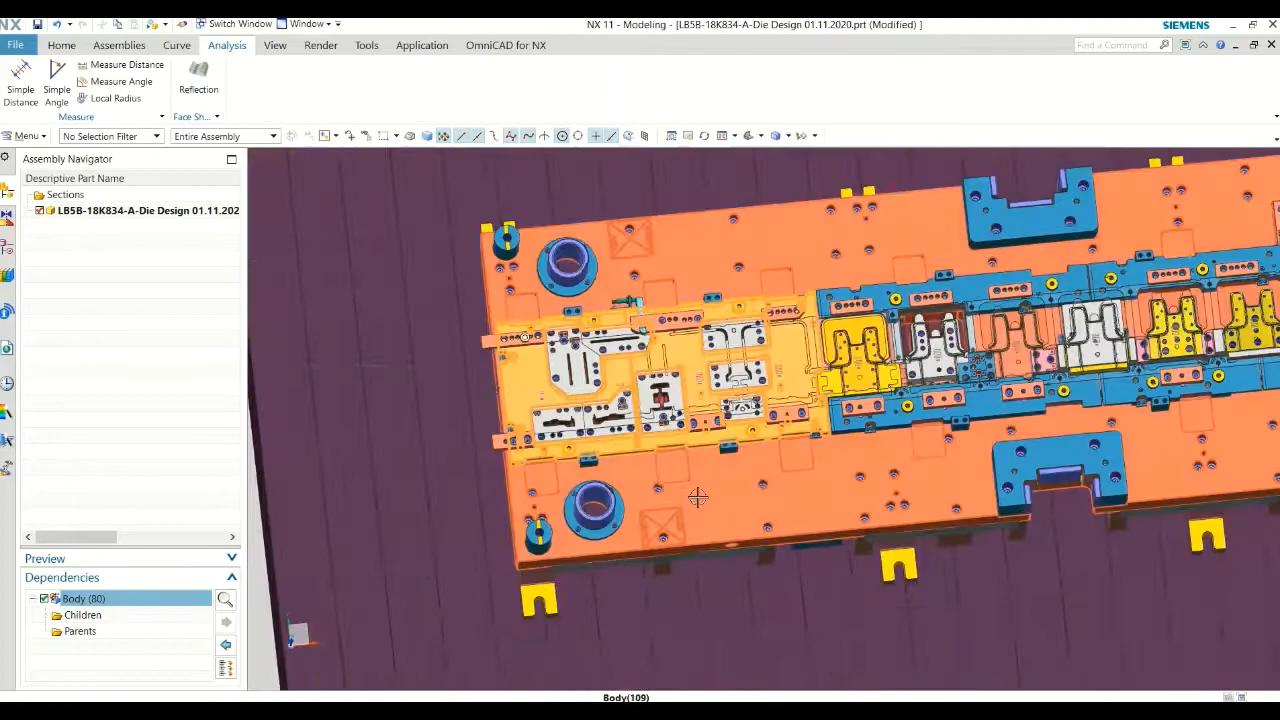 NX
Switch Window
Window
NX 11 - Modeling - [LB5B-18K834-A-Die Design 01.11.2020.prt (Modified) ]
SIEMENS
File
Home
Assemblies
Curve
Analysis
View
Render
Tools
Application
OmniCAD for NX
Find a Command
Simple Distance
Simple Angle
Measure Distance
Measure Angle
Local Radius
Reflection
Measure
Face Sh...
Menu
No Selection Filter
Entire Assembly
Assembly Navigator
Descriptive Part Name
Sections
LB5B-18K834-A-Die Design 01.11.202
Preview
Dependencies
Body (80)
Children
Parents
Body(109)